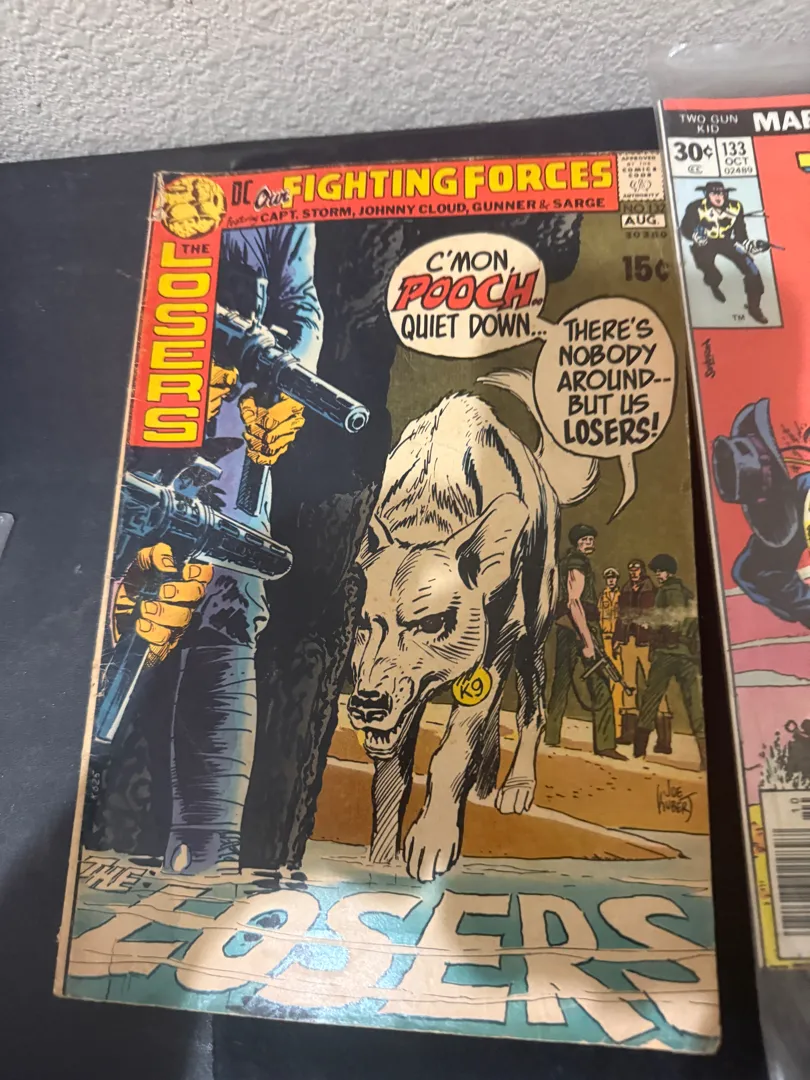 DC Our FIGHTING FORCES
Featuring CAPT. STORM, JOHNNY CLOUD, GUNNER & SARGE
APPROVED
BY THE
COMICS
CODE
AUTHORITY
AUG.
15¢
THE
LOSERS
C'MON,
POOCH..
QUIET DOWN...
THERE'S
NOBODY
AROUND--
BUT US
LOSERS!
K9
JOE
KUBERT
THE
LOSERS
TWO GUN
KID
MAR
30¢
133
OCT
02489
TM